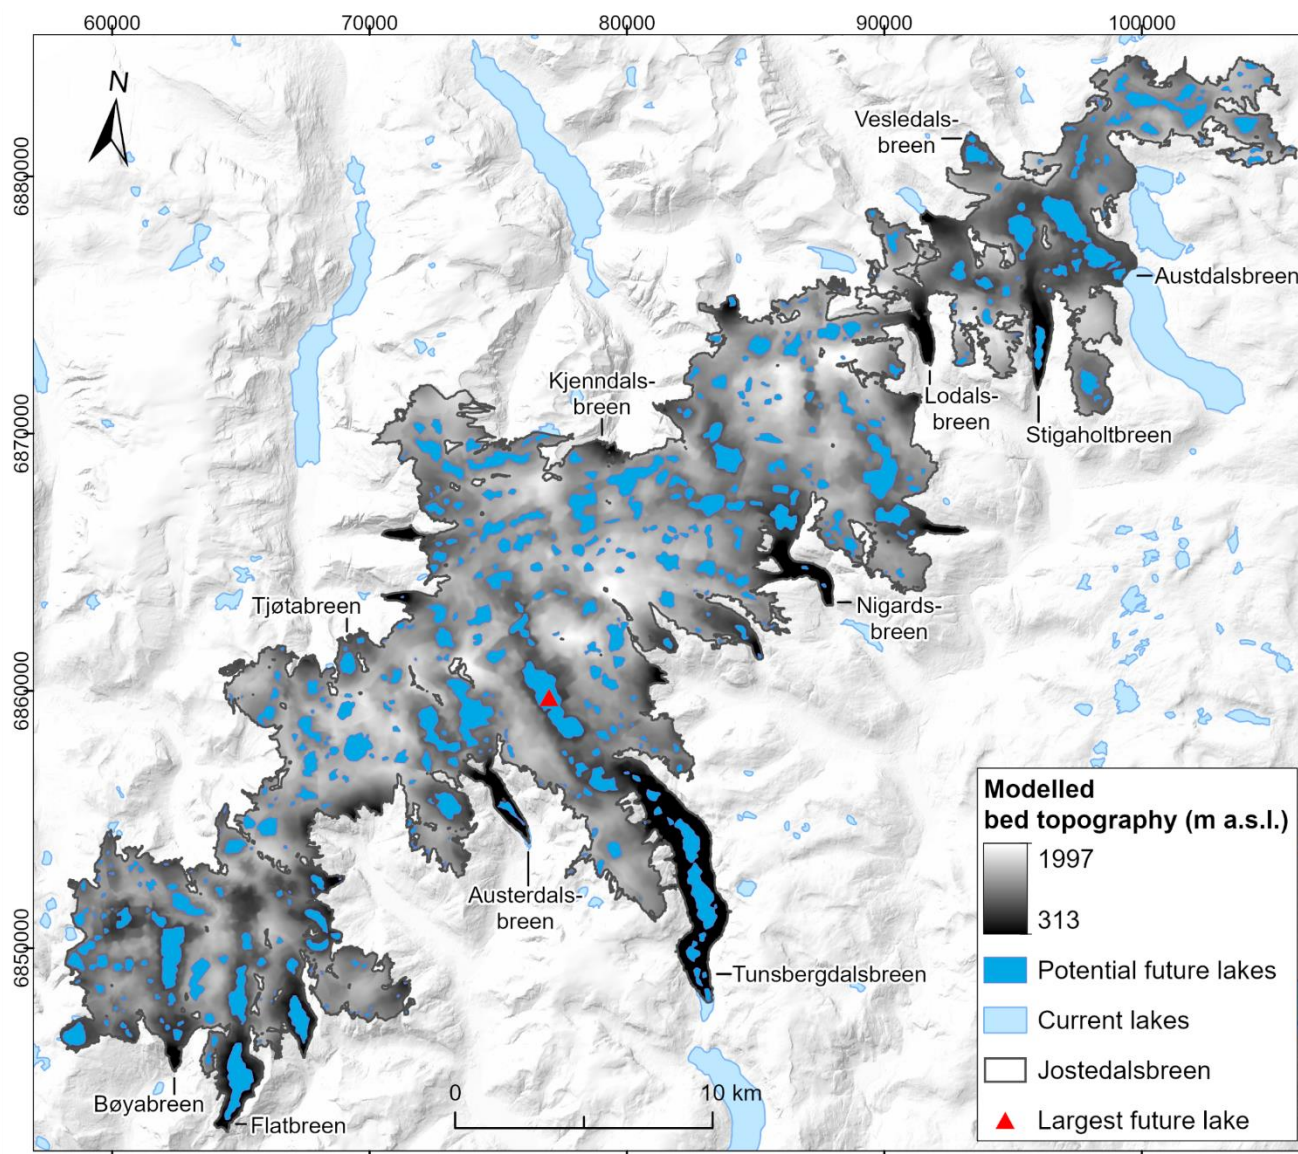 60000
70000
80000
90000
100000
N
6880000
6870000
6860000
6850000
Vesledals-
breen
Austdalsbreen
Kjenndals-
breen
Lodals-
breen
Stigaholtbreen
Tjøtabreen
Nigards-
breen
Austerdals-
breen
Tunsbergdalsbreen
Bøyabreen
Flatbreen
0
10 km
Modelled
bed topography (m a.s.l.)
1997
313
Potential future lakes
Current lakes
Jostedalsbreen
Largest future lake